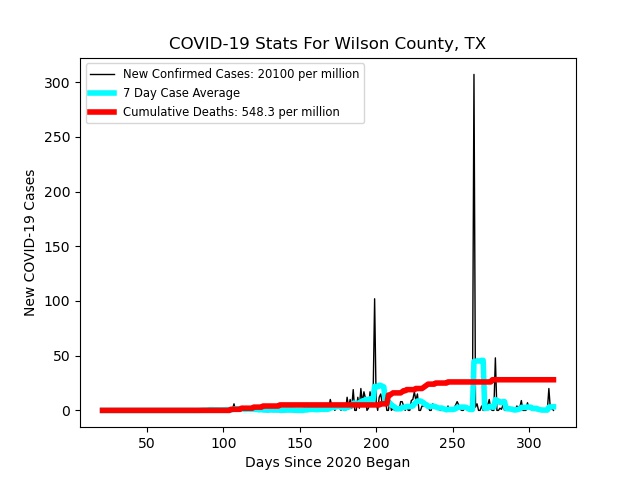 COVID-19 Stats For Wilson County, TX
New Confirmed Cases: 20100 per million
7 Day Case Average
Cumulative Deaths: 548.3 per million
New COVID-19 Cases
300
250
200
150
100
50
0
50 100 150 200 250 300
Days Since 2020 Began